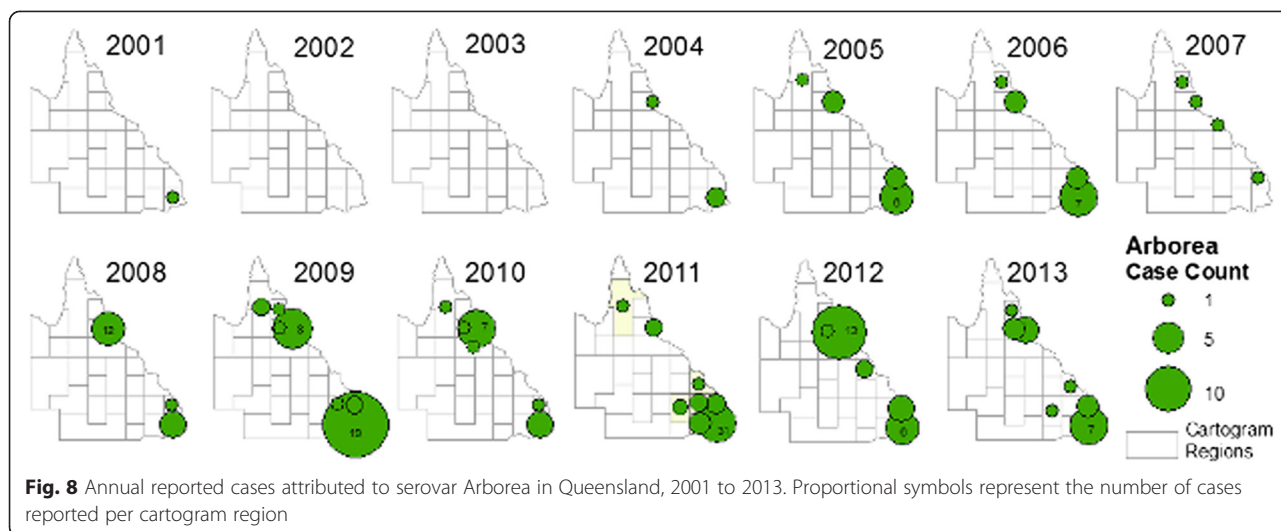 2001 2002 2003 2004 2005 2006 2007
6 7
2008 2009 2010 2011 2012 2013
Arborea
Case Count
1
5
10
Cartogram
Regions
12 8 7
13
19 6 7
Fig. 8 Annual reported cases attributed to serovar Arborea in Queensland, 2001 to 2013. Proportional symbols represent the number of cases
reported per cartogram region